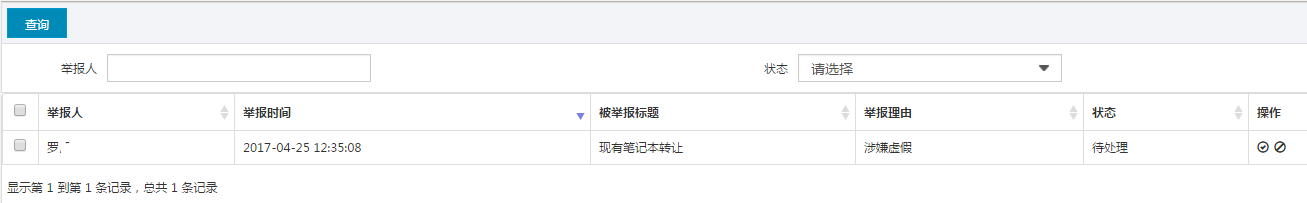 查询
举报人 状态 请选择
举报人 举报时间 被举报标题 举报理由 状态 操作
罗 2017-04-25 12:35:08 现有笔记本转让 涉嫌虚假 待处理
显示第 1 到第 1 条记录，总共 1 条记录